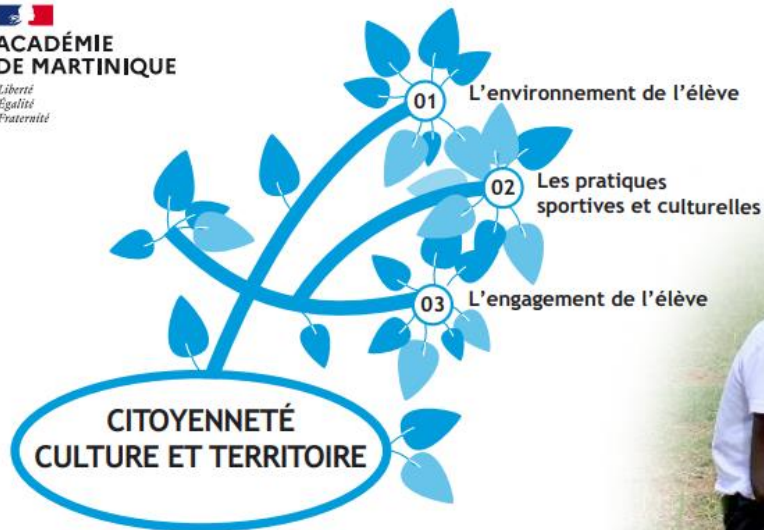 ACADÉMIE
DE MARTINIQUE
Liberté
Égalité
Fraternité
01
L'environnement de l'élève
02
Les pratiques
sportives et culturelles
03
L'engagement de l'élève
CITOYENNETÉ
CULTURE ET TERRITOIRE